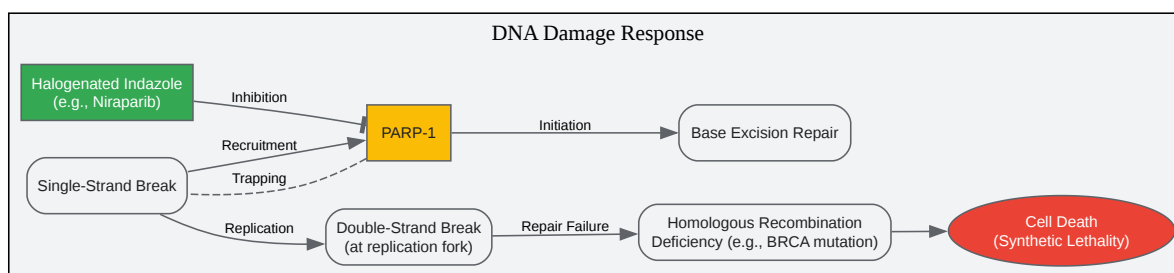 DNA Damage Response
Halogenated Indazole
(e.g., Niraparib)
Inhibition
PARP-1
Initiation
Base Excision Repair
Recruitment
Trapping
Single-Strand Break
Replication
Double-Strand Break
(at replication fork)
Repair Failure
Homologous Recombination
Deficiency (e.g., BRCA mutation)
Cell Death
(Synthetic Lethality)